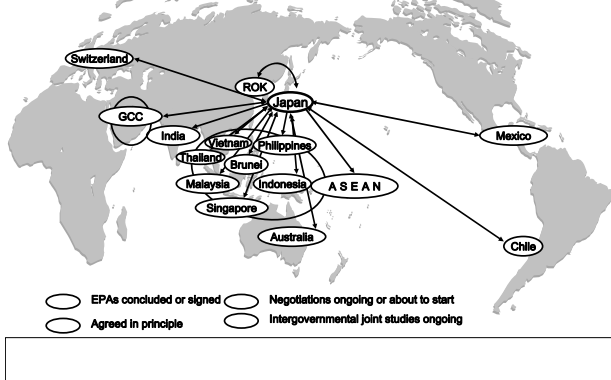 Switzerland
ROK
Japan
GCC
India
Vietnam
Philippines
Mexico
Thailand
Brunei
Malaysia
Indonesia
ASEAN
Singapore
Australia
Chile
EPAs concluded or signed
Negotiations ongoing or about to start
Agreed in principle
Intergovernmental joint studies ongoing